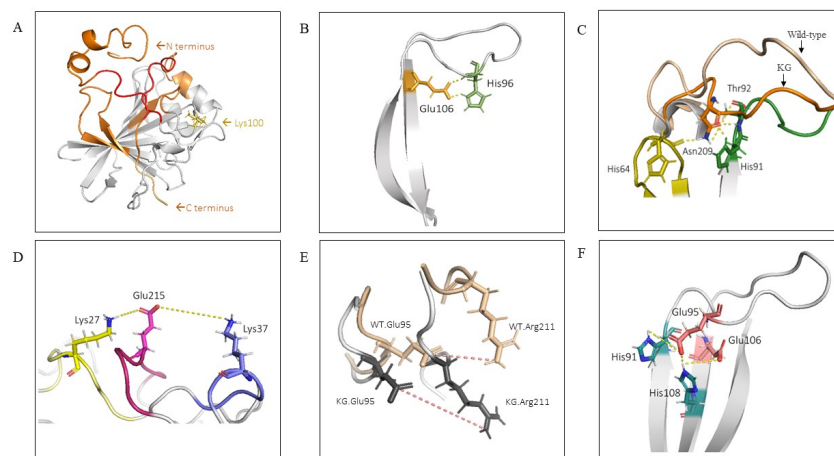 A
←N terminus
←Lys100
←C terminus
B
His96
Glu106
C
Wild-type
KG
Thr92
Asn209
His91
His64
D
Glu215
Lys27
Lys37
E
WT.Glu95
WT.Arg211
KG.Glu95
KG.Arg211
F
Glu95
Glu106
His91
His108